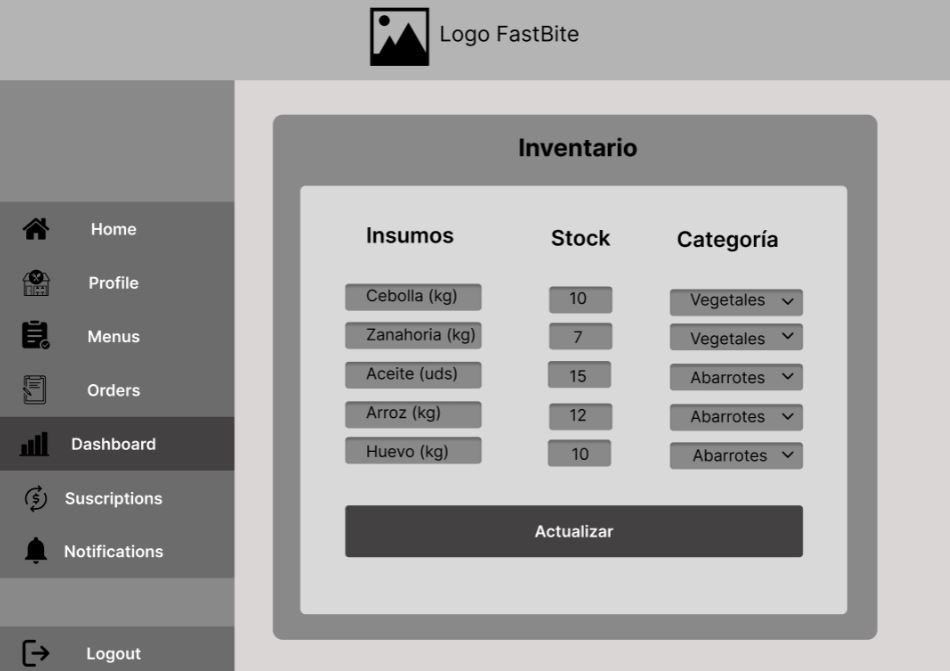 Logo FastBite
Home
Profile
Menus
Orders
Dashboard
Suscriptions
Notifications
Logout
Inventario
Insumos Stock Categoría
Cebolla (kg) 10 Vegetales
Zanahoria (kg) 7 Vegetales
Aceite (uds) 15 Abarrotes
Arroz (kg) 12 Abarrotes
Huevo (kg) 10 Abarrotes
Actualizar